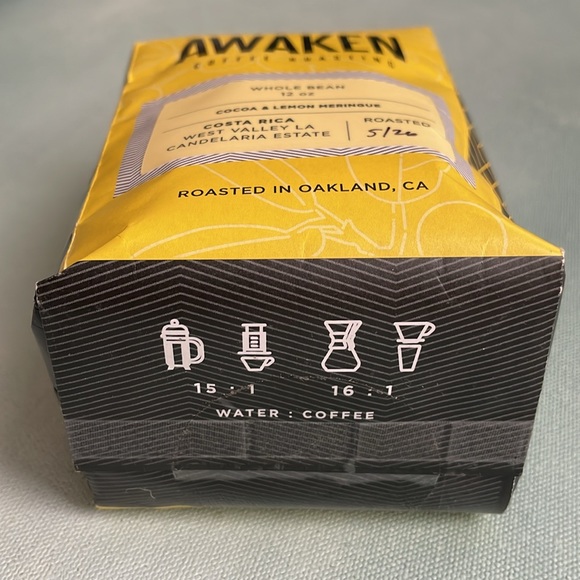 AWAKEN
COFFEE ROASTING
WHOLE BEAN
12 oz
COCOA & LEMON MERINGUE
COSTA RICA
WEST VALLEY LA
CANDELARIA ESTATE
ROASTED
5/26
ROASTED IN OAKLAND, CA
15 : 1 16 : 1
WATER : COFFEE